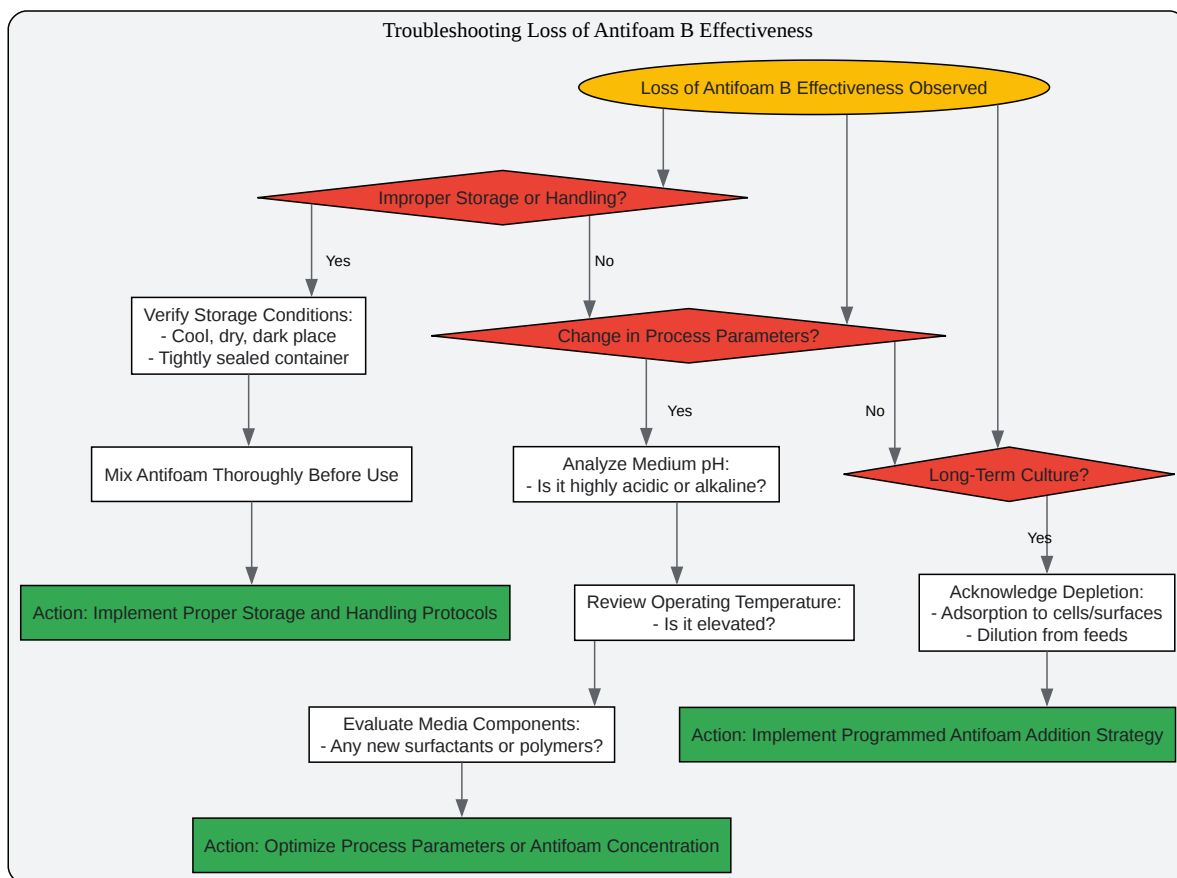 Troubleshooting Loss of Antifoam B Effectiveness
Loss of Antifoam B Effectiveness Observed
Improper Storage or Handling?
Yes
No
Verify Storage Conditions:
- Cool, dry, dark place
- Tightly sealed container
Change in Process Parameters?
Yes
No
Mix Antifoam Thoroughly Before Use
Analyze Medium pH:
- Is it highly acidic or alkaline?
Long-Term Culture?
Yes
Action: Implement Proper Storage and Handling Protocols
Review Operating Temperature:
- Is it elevated?
Acknowledge Depletion:
- Adsorption to cells/surfaces
- Dilution from feeds
Evaluate Media Components:
- Any new surfactants or polymers?
Action: Implement Programmed Antifoam Addition Strategy
Action: Optimize Process Parameters or Antifoam Concentration